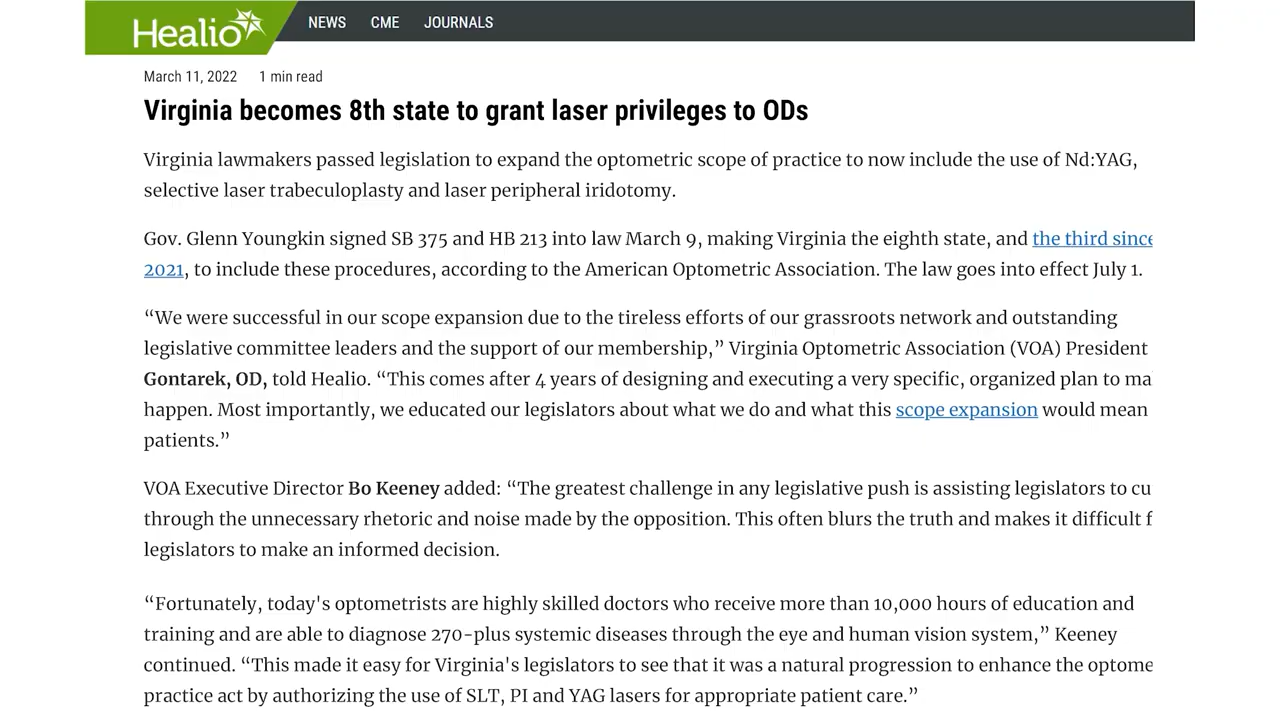 Healio NEWS CME JOURNALS
March 11, 2022 1 min read
Virginia becomes 8th state to grant laser privileges to ODs
Virginia lawmakers passed legislation to expand the optometric scope of practice to now include the use of Nd:YAG,
selective laser trabeculoplasty and laser peripheral iridotomy.
Gov. Glenn Youngkin signed SB 375 and HB 213 into law March 9, making Virginia the eighth state, and the third since
2021, to include these procedures, according to the American Optometric Association. The law goes into effect July 1.
“We were successful in our scope expansion due to the tireless efforts of our grassroots network and outstanding
legislative committee leaders and the support of our membership,” Virginia Optometric Association (VOA) President
Gontarek, OD, told Healio. “This comes after 4 years of designing and executing a very specific, organized plan to ma
happen. Most importantly, we educated our legislators about what we do and what this scope expansion would mean
patients.”
VOA Executive Director Bo Keeney added: “The greatest challenge in any legislative push is assisting legislators to cu
through the unnecessary rhetoric and noise made by the opposition. This often blurs the truth and makes it difficult f
legislators to make an informed decision.
“Fortunately, today's optometrists are highly skilled doctors who receive more than 10,000 hours of education and
training and are able to diagnose 270-plus systemic diseases through the eye and human vision system,” Keeney
continued. “This made it easy for Virginia's legislators to see that it was a natural progression to enhance the optome
practice act by authorizing the use of SLT, PI and YAG lasers for appropriate patient care.”